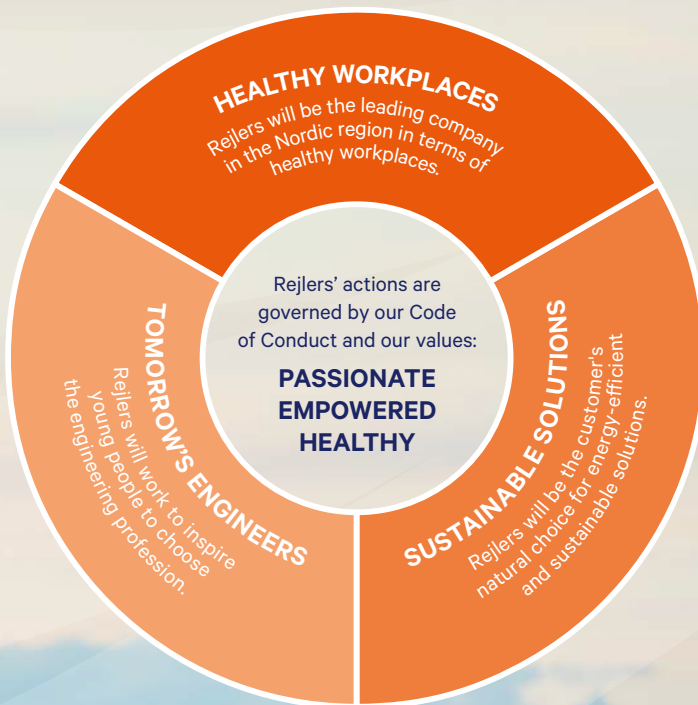 HEALTHY WORKPLACES
Rejlers will be the leading company
in the Nordic region in terms of
healthy workplaces.
Rejlers’ actions are
governed by our Code
of Conduct and our values:
PASSIONATE
EMPOWERED
HEALTHY
TOMORROW’S ENGINEERS
Rejlers will work to inspire
young people to choose
the engineering profession.
SUSTAINABLE SOLUTIONS
Rejlers will be the customer's
natural choice for energy-efficient
and sustainable solutions.